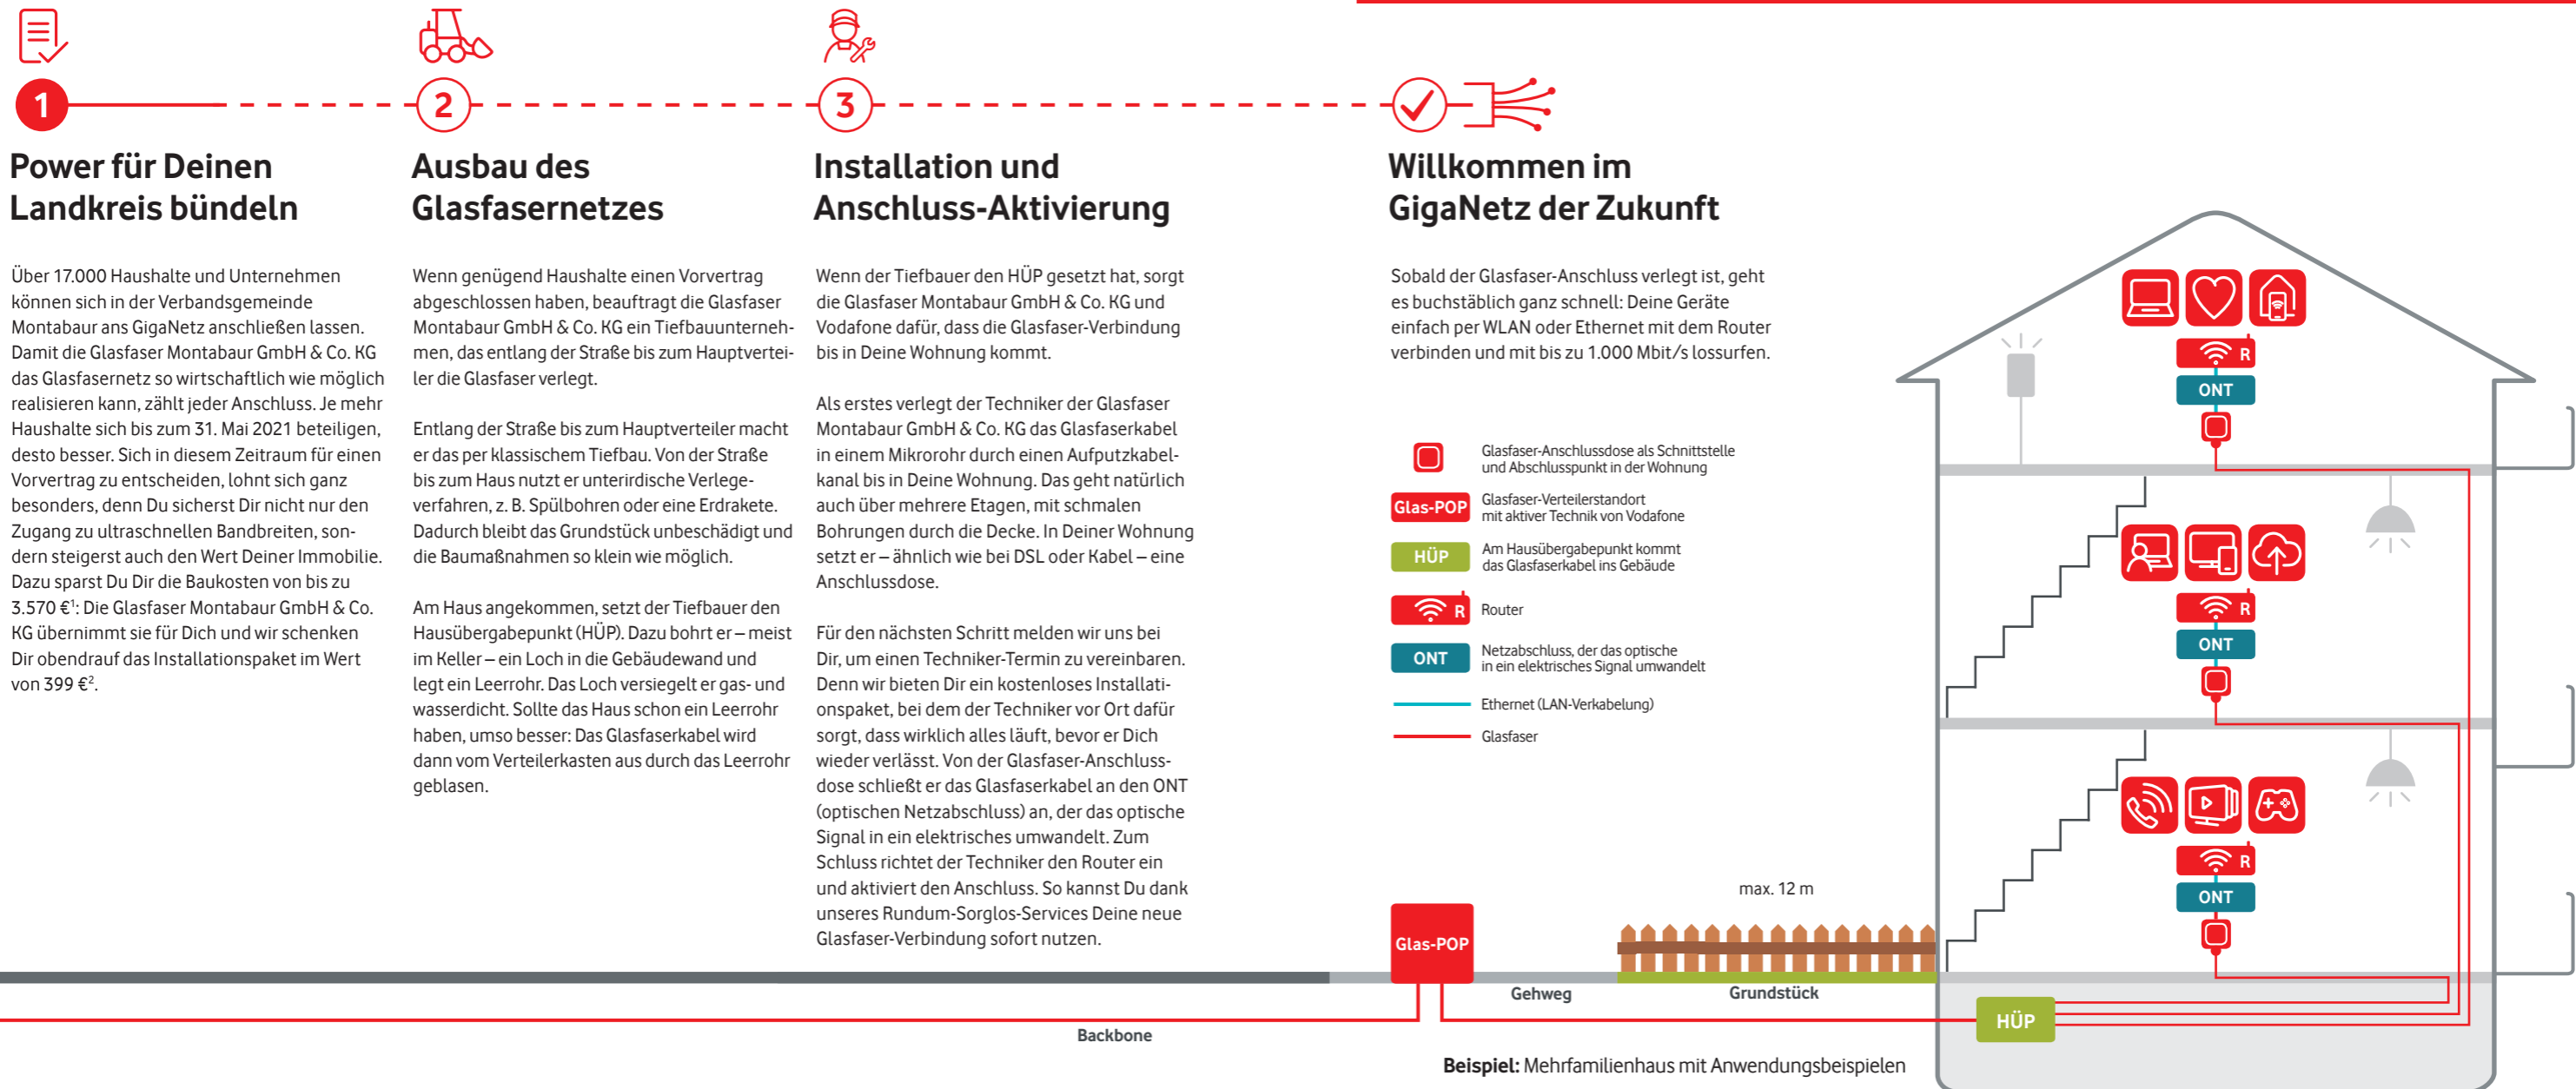 1
Power für Deinen
Landkreis bündeln
Über 17.000 Haushalte und Unternehmen
können sich in der Verbandsgemeinde
Montabaur ans GigaNetz anschließen lassen.
Damit die Glasfaser Montabaur GmbH & Co. KG
das Glasfasernetz so wirtschaftlich wie möglich
realisieren kann, zählt jeder Anschluss. Je mehr
Haushalte sich bis zum 31. Mai 2021 beteiligen,
desto besser. Sich in diesem Zeitraum für einen
Vorvertrag zu entscheiden, lohnt sich ganz
besonders, denn Du sicherst Dir nicht nur den
Zugang zu ultraschnellen Bandbreiten, son-
dern steigerst auch den Wert Deiner Immobilie.
Dazu sparst Du Dir die Baukosten von bis zu
3.570 €¹: Die Glasfaser Montabaur GmbH & Co.
KG übernimmt sie für Dich und wir schenken
Dir obendrauf das Installationspaket im Wert
von 399 €².
2
Ausbau des
Glasfasernetzes
Wenn genügend Haushalte einen Vorvertrag
abgeschlossen haben, beauftragt die Glasfaser
Montabaur GmbH & Co. KG ein Tiefbauunterneh-
men, das entlang der Straße bis zum Hauptvertei-
ler die Glasfaser verlegt.
Entlang der Straße bis zum Hauptverteiler macht
er das per klassischem Tiefbau. Von der Straße
bis zum Haus nutzt er unterirdische Verlege-
verfahren, z. B. Spülbohren oder eine Erdrakete.
Dadurch bleibt das Grundstück unbeschädigt und
die Baumaßnahmen so klein wie möglich.
Am Haus angekommen, setzt der Tiefbauer den
Hausübergabepunkt (HÜP). Dazu bohrt er – meist
im Keller – ein Loch in die Gebäudewand und
legt ein Leerrohr. Das Loch versiegelt er gas- und
wasserdicht. Sollte das Haus schon ein Leerrohr
haben, umso besser: Das Glasfaserkabel wird
dann vom Verteilerkasten aus durch das Leerrohr
geblasen.
3
Installation und
Anschluss-Aktivierung
Wenn der Tiefbauer den HÜP gesetzt hat, sorgt
die Glasfaser Montabaur GmbH & Co. KG und
Vodafone dafür, dass die Glasfaser-Verbindung
bis in Deine Wohnung kommt.
Als erstes verlegt der Techniker der Glasfaser
Montabaur GmbH & Co. KG das Glasfaserkabel
in einem Mikrorohr durch einen Aufputzkabel-
kanal bis in Deine Wohnung. Das geht natürlich
auch über mehrere Etagen, mit schmalen
Bohrungen durch die Decke. In Deiner Wohnung
setzt er – ähnlich wie bei DSL oder Kabel – eine
Anschlussdose.
Für den nächsten Schritt melden wir uns bei
Dir, um einen Techniker-Termin zu vereinbaren.
Denn wir bieten Dir ein kostenloses Installati-
onspaket, bei dem der Techniker vor Ort dafür
sorgt, dass wirklich alles läuft, bevor er Dich
wieder verlässt. Von der Glasfaser-Anschluss-
dose schließt er das Glasfaserkabel an den ONT
(optischen Netzabschluss) an, der das optische
Signal in ein elektrisches umwandelt. Zum
Schluss richtet der Techniker den Router ein
und aktiviert den Anschluss. So kannst Du dank
unseres Rundum-Sorglos-Services Deine neue
Glasfaser-Verbindung sofort nutzen.
Willkommen im
GigaNetz der Zukunft
Sobald der Glasfaser-Anschluss verlegt ist, geht
es buchstäblich ganz schnell: Deine Geräte
einfach per WLAN oder Ethernet mit dem Router
verbinden und mit bis zu 1.000 Mbit/s lossurfen.
Glasfaser-Anschlussdose als Schnittstelle
und Abschlusspunkt in der Wohnung
Glas-POP
Glasfaser-Verteilerstandort
mit aktiver Technik von Vodafone
HÜP
Am Hausübergabepunkt kommt
das Glasfaserkabel ins Gebäude
R
Router
ONT
Netzabschluss, der das optische
in ein elektrisches Signal umwandelt
Ethernet (LAN-Verkabelung)
Glasfaser
R
ONT
R
ONT
R
ONT
max. 12 m
Glas-POP
Gehweg
Grundstück
HÜP
Backbone
Beispiel: Mehrfamilienhaus mit Anwendungsbeispielen